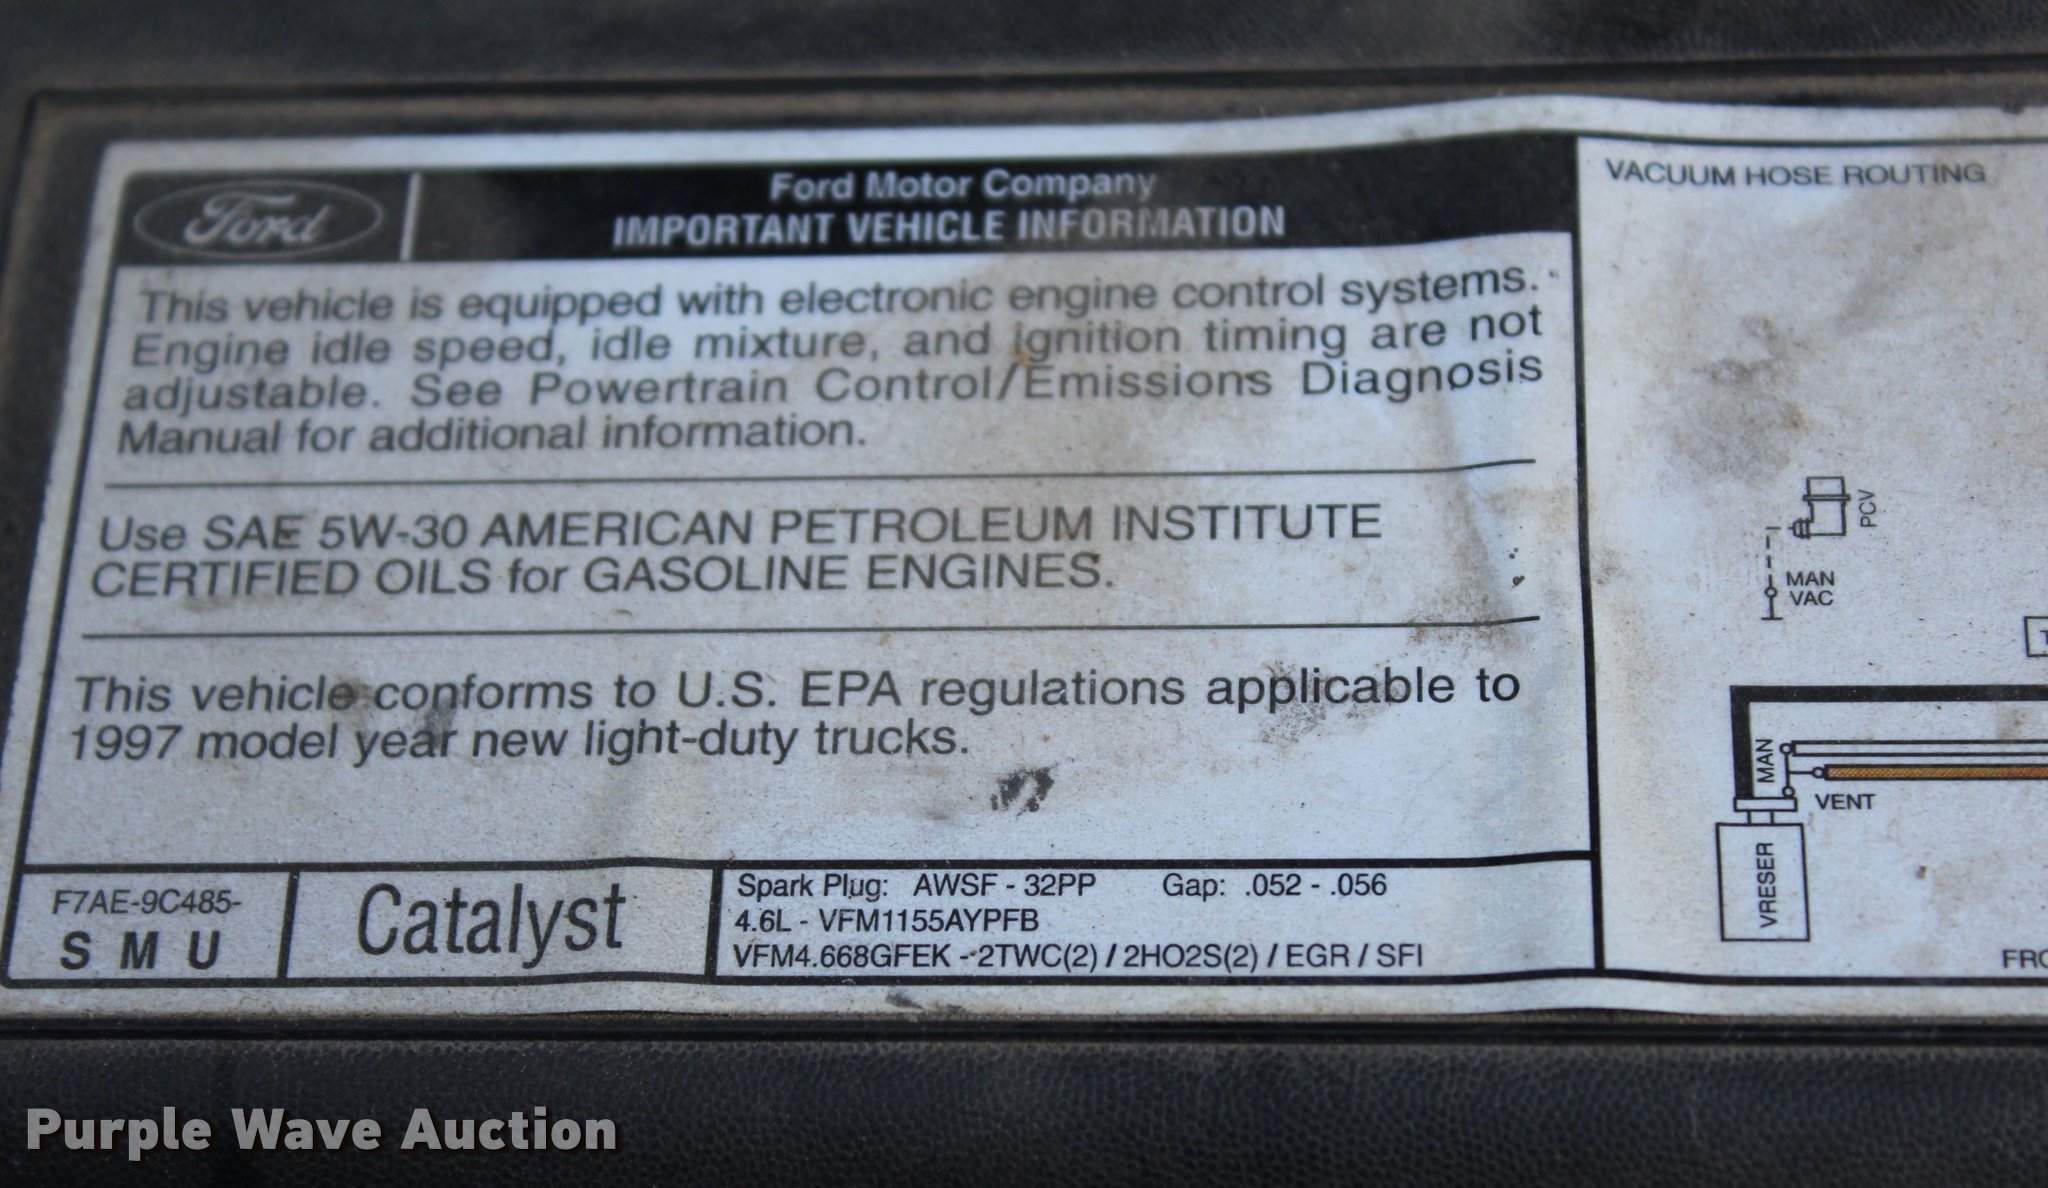 Ford
Ford Motor Company
IMPORTANT VEHICLE INFORMATION
This vehicle is equipped with electronic engine control systems.
Engine idle speed, idle mixture, and ignition timing are not
adjustable. See Powertrain Control/Emissions Diagnosis
Manual for additional information.
Use SAE 5W-30 AMERICAN PETROLEUM INSTITUTE
CERTIFIED OILS for GASOLINE ENGINES.
This vehicle conforms to U.S. EPA regulations applicable to
1997 model year new light-duty trucks.
F7AE-9C485-
S M U
Catalyst
Spark Plug: AWSF - 32PP Gap: .052 - .056
4.6L - VFM1155AYPFB
VFM4.668GFEK - 2TWC(2) / 2HO2S(2) / EGR / SFI
VACUUM HOSE ROUTING
PCV
MAN
VAC
MAN
VENT
VRESER
Purple Wave Auction